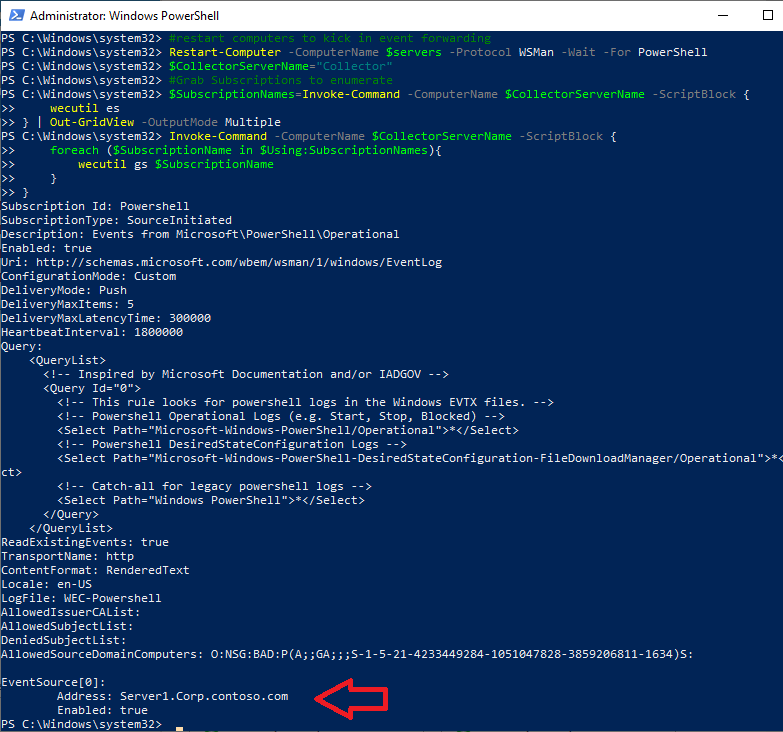 Administrator: Windows PowerShell
PS C:\Windows\system32> #restart computers to kick in event forwarding
PS C:\Windows\system32> Restart-Computer -ComputerName $servers -Protocol WSMan -Wait -For PowerShell
PS C:\Windows\system32> $CollectorServerName="Collector"
PS C:\Windows\system32> #Grab Subscriptions to enumerate
PS C:\Windows\system32> $SubscriptionNames=Invoke-Command -ComputerName $CollectorServerName -ScriptBlock {
>>     wecutil es
>> } | Out-GridView -OutputMode Multiple
PS C:\Windows\system32> Invoke-Command -ComputerName $CollectorServerName -ScriptBlock {
>>     foreach ($SubscriptionName in $Using:SubscriptionNames){
>>         wecutil gs $SubscriptionName
>>     }
>> }
Subscription Id: Powershell
SubscriptionType: SourceInitiated
Description: Events from Microsoft\PowerShell\Operational
Enabled: true
Uri: http://schemas.microsoft.com/wbem/wsman/1/windows/EventLog
ConfigurationMode: Custom
DeliveryMode: Push
DeliveryMaxItems: 5
DeliveryMaxLatencyTime: 300000
HeartbeatInterval: 1800000
Query:
    <QueryList>
      <!-- Inspired by Microsoft Documentation and/or IADGOV -->
      <Query Id="0">
        <!-- This rule looks for powershell logs in the Windows EVTX files. -->
        <!-- Powershell Operational Logs (e.g. Start, Stop, Blocked) -->
        <Select Path="Microsoft-Windows-PowerShell/Operational">*</Select>
        <!-- Powershell DesiredStateConfiguration Logs -->
        <Select Path="Microsoft-Windows-PowerShell-DesiredStateConfiguration-FileDownloadManager/Operational">*<
ct>
        <!-- Catch-all for legacy powershell logs -->
        <Select Path="Windows PowerShell">*</Select>
      </Query>
    </QueryList>
ReadExistingEvents: true
TransportName: http
ContentFormat: RenderedText
Locale: en-US
LogFile: WEC-Powershell
AllowedIssuerCAList:
AllowedSubjectList:
DeniedSubjectList:
AllowedSourceDomainComputers: O:NSG:BAD:P(A;;GA;;;S-1-5-21-4233449284-1051047828-3859206811-1634)S:
EventSource[0]:
        Address: Server1.Corp.contoso.com
        Enabled: true
PS C:\Windows\system32>